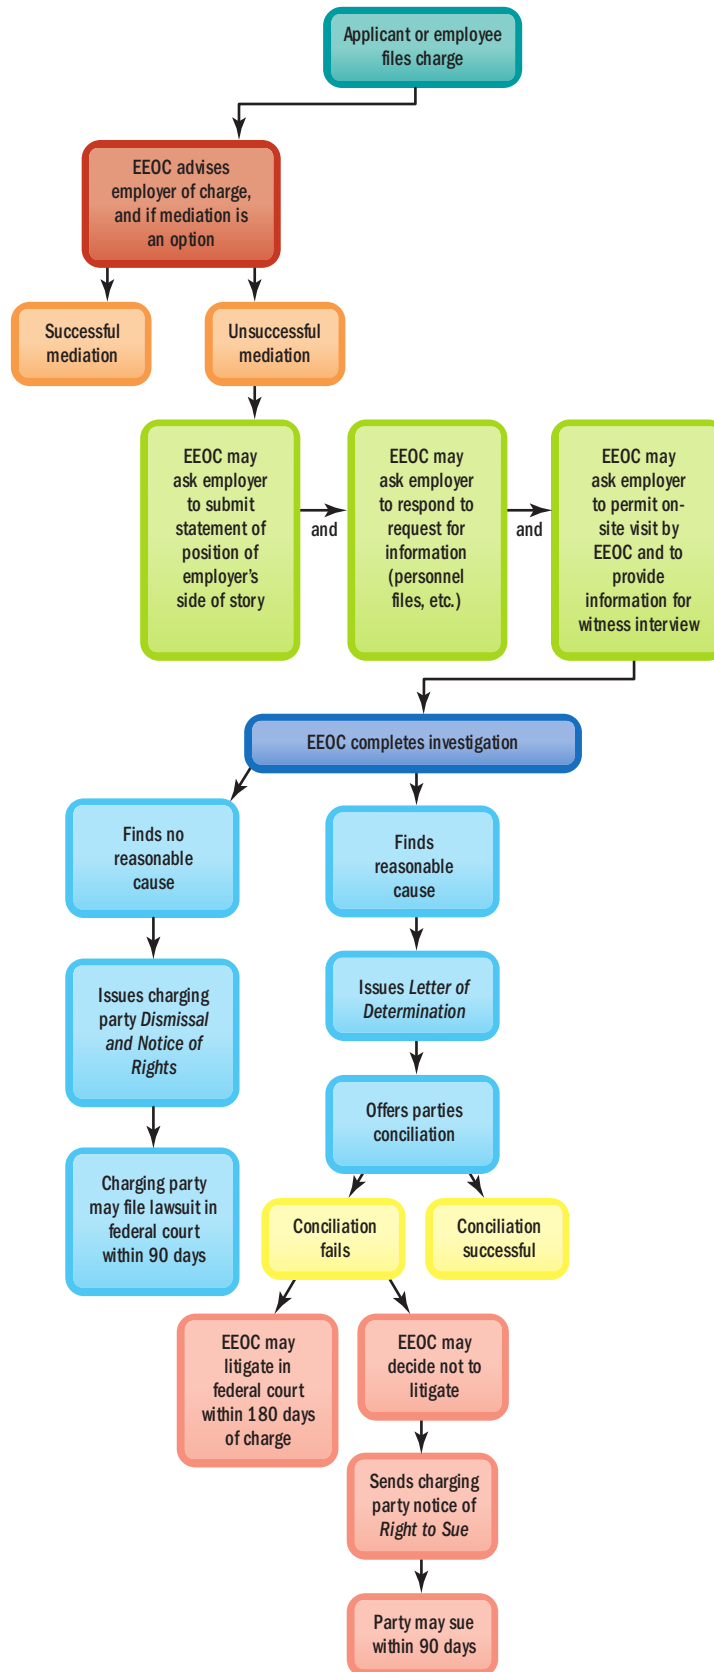 Applicant or employee
files charge
EEOC advises
employer of charge,
and if mediation is
an option
Successful
mediation
Unsuccessful
mediation
EEOC may
ask employer
to submit
statement of
position of
employer's
side of story
and
EEOC may
ask employer
to respond to
request for
information
(personnel
files, etc.)
and
EEOC may
ask employer
to permit on-
site visit by
EEOC and to
provide
information for
witness interview
EEOC completes investigation
Finds no
reasonable
cause
Finds
reasonable
cause
Issues charging
party Dismissal
and Notice of
Rights
Issues Letter of
Determination
Offers parties
conciliation
Charging party
may file lawsuit in
federal court
within 90 days
Conciliation
fails
Conciliation
successful
EEOC may
litigate in
federal court
within 180 days
of charge
EEOC may
decide not to
litigate
Sends charging
party notice of
Right to Sue
Party may sue
within 90 days